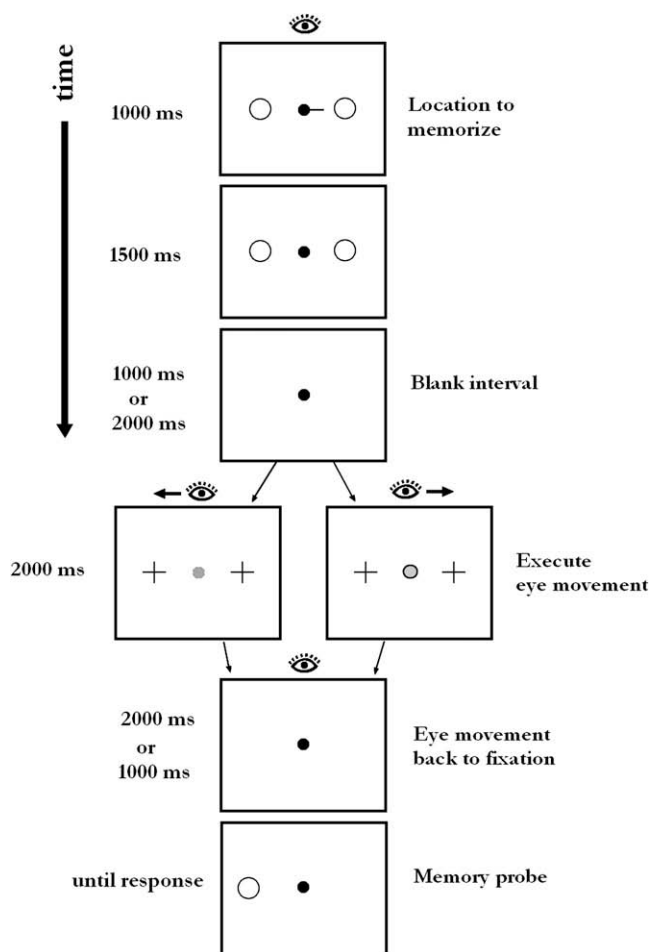 time
1000 ms
Location to
memorize
1500 ms
1000 ms
or
2000 ms
Blank interval
2000 ms
Execute
eye movement
2000 ms
or
1000 ms
Eye movement
back to fixation
until response
Memory probe